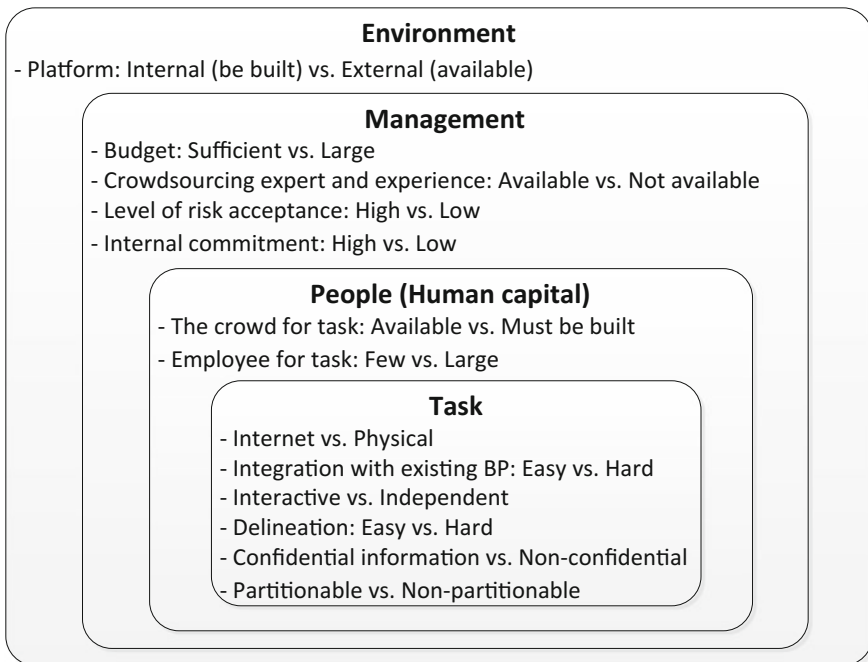 Environment
- Platform: Internal (be built) vs. External (available)
Management
- Budget: Sufficient vs. Large
- Crowdsourcing expert and experience: Available vs. Not available
- Level of risk acceptance: High vs. Low
- Internal commitment: High vs. Low
People (Human capital)
- The crowd for task: Available vs. Must be built
- Employee for task: Few vs. Large
Task
- Internet vs. Physical
- Integration with existing BP: Easy vs. Hard
- Interactive vs. Independent
- Delineation: Easy vs. Hard
- Confidential information vs. Non-confidential
- Partitionable vs. Non-partitionable